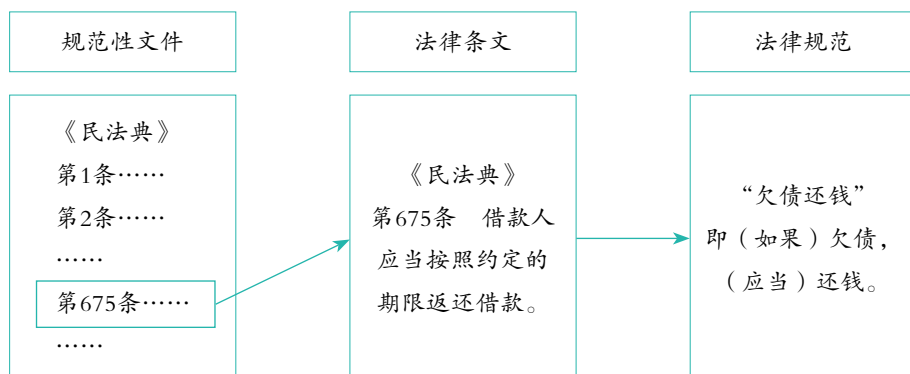 规范性文件
法律条文
法律规范
《民法典》
第1条……
第2条……
……
第675条……
……
《民法典》
第675条　借款人
应当按照约定的
期限返还借款。
“欠债还钱”
即（如果）欠债，
（应当）还钱。